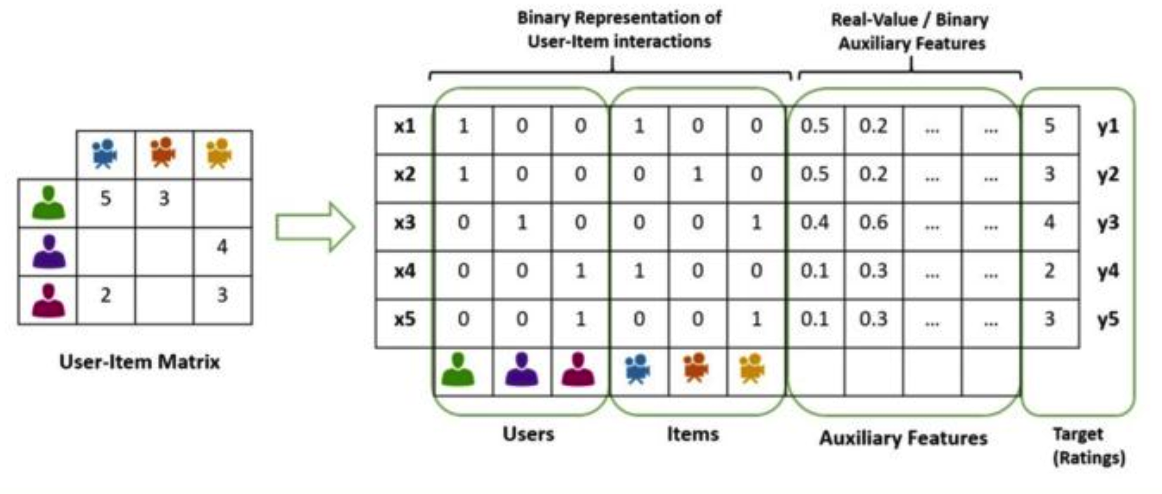 Binary Representation of
User-Item interactions
Real-Value / Binary
Auxiliary Features
5 3
4
2 3
User-Item Matrix
x1 1 0 0 1 0 0 0.5 0.2 ... ... 5 y1
x2 1 0 0 0 1 0 0.5 0.2 ... ... 3 y2
x3 0 1 0 0 0 1 0.4 0.6 ... ... 4 y3
x4 0 0 1 1 0 0 0.1 0.3 ... ... 2 y4
x5 0 0 1 0 0 1 0.1 0.3 ... ... 3 y5
Users
Items
Auxiliary Features
Target
(Ratings)